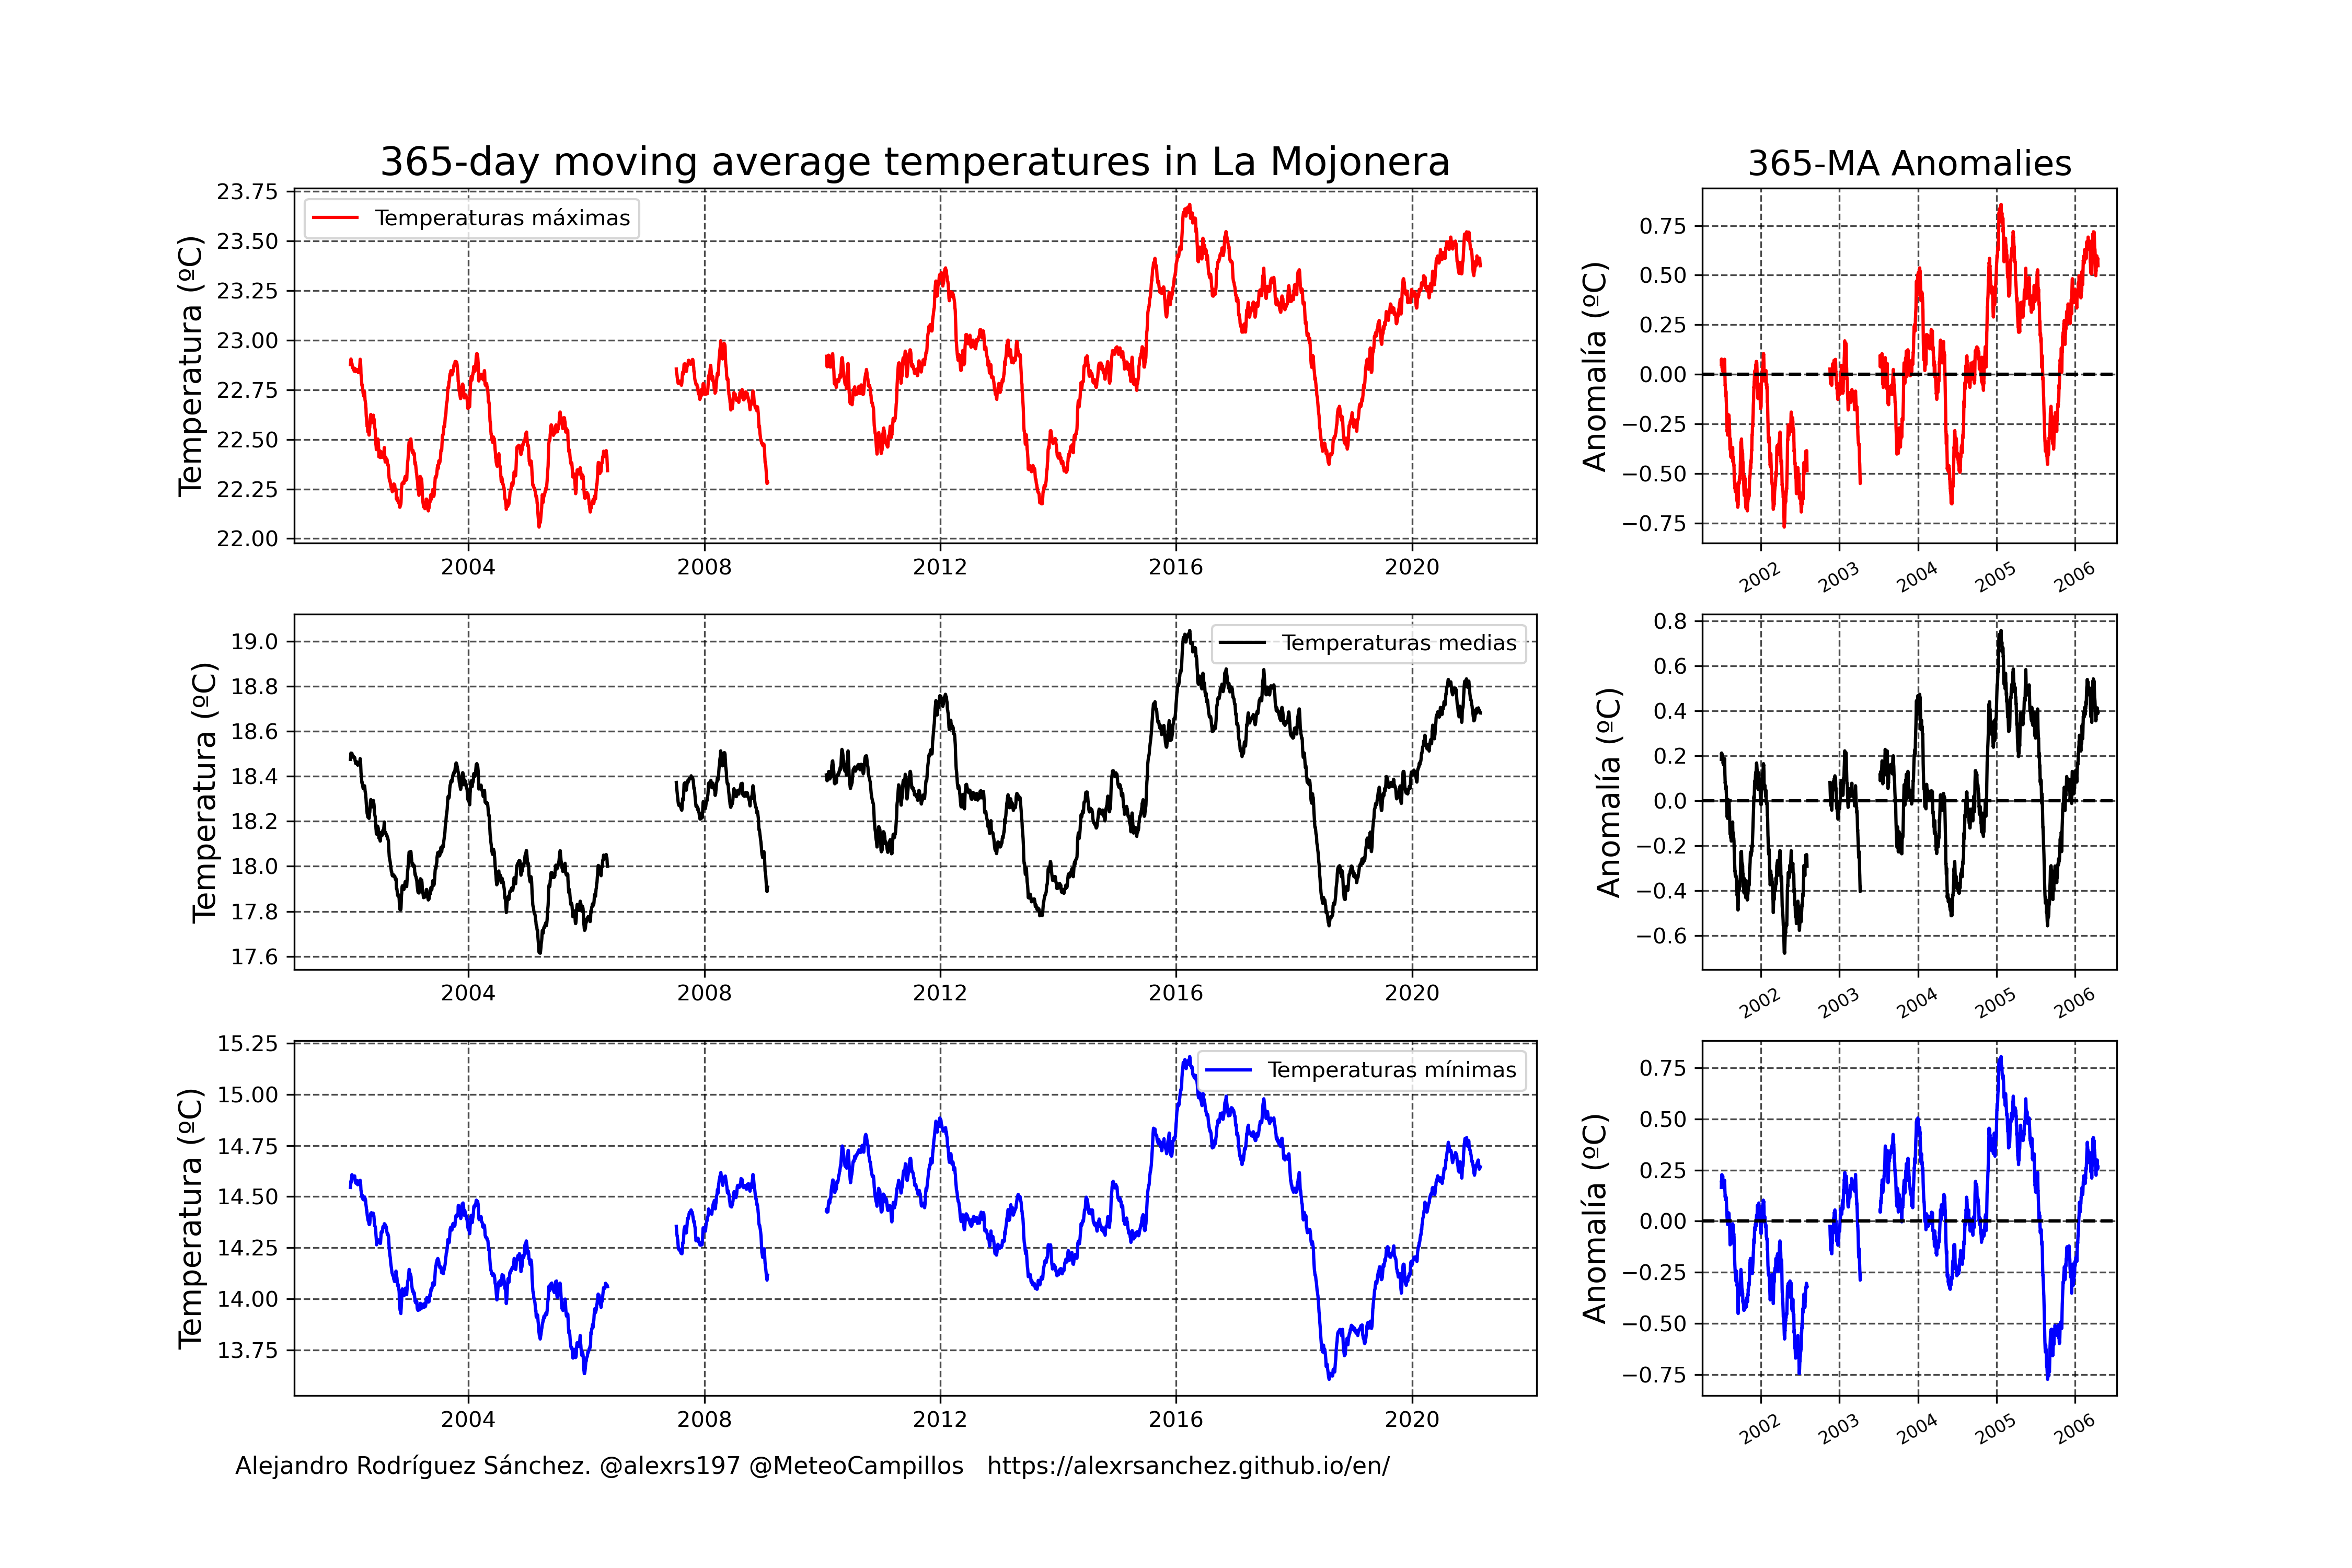 365-day moving average temperatures in La Mojonera
365-MA Anomalies
Temperatura (ºC)
23.75
23.50
23.25
23.00
22.75
22.50
22.25
22.00
Temperaturas máximas
2004 2008 2012 2016 2020
Anomalía (ºC)
0.75
0.50
0.25
0.00
−0.25
−0.50
−0.75
2002 2003 2004 2005 2006
Temperatura (ºC)
19.0
18.8
18.6
18.4
18.2
18.0
17.8
17.6
Temperaturas medias
2004 2008 2012 2016 2020
Anomalía (ºC)
0.8
0.6
0.4
0.2
0.0
−0.2
−0.4
−0.6
2002 2003 2004 2005 2006
Temperatura (ºC)
15.25
15.00
14.75
14.50
14.25
14.00
13.75
Temperaturas mínimas
2004 2008 2012 2016 2020
Anomalía (ºC)
0.75
0.50
0.25
0.00
−0.25
−0.50
−0.75
2002 2003 2004 2005 2006
Alejandro Rodríguez Sánchez. @alexrs197 @MeteoCampillos https://alexrsanchez.github.io/en/